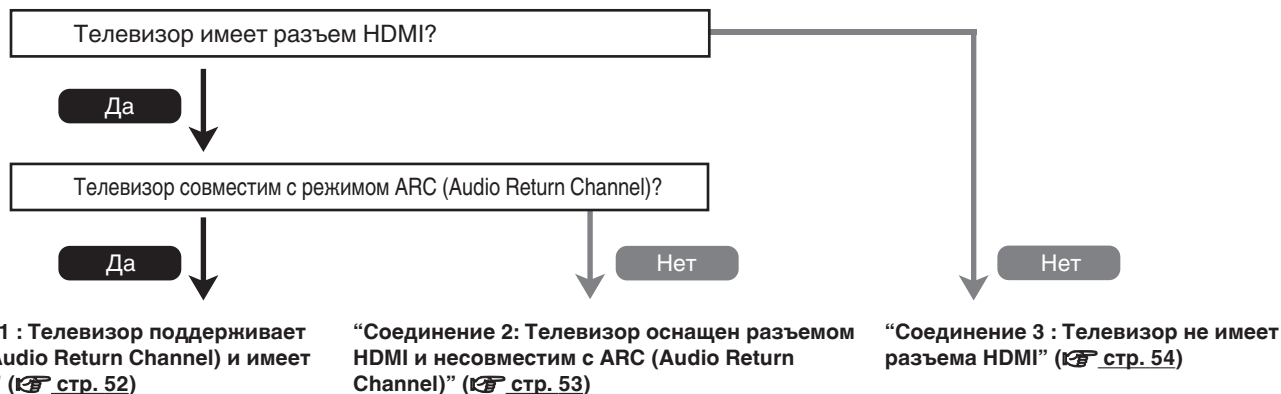 Телевизор имеет разъем HDMI?
Да
Телевизор совместим с режимом ARC (Audio Return Channel)?
Да
Нет
Нет
1 : Телевизор поддерживает
Audio Return Channel) и имеет
” (☞ стр. 52)
“Соединение 2: Телевизор оснащен разъемом
HDMI и несовместим с ARC (Audio Return
Channel)” (☞ стр. 53)
“Соединение 3 : Телевизор не имеет
разъема HDMI” (☞ стр. 54)